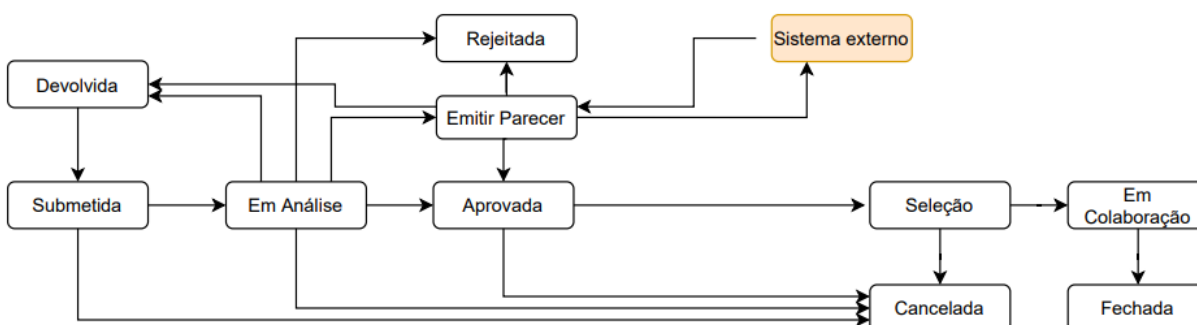 Rejeitada
Sistema externo
Devolvida
Emitir Parecer
Submetida
Em Análise
Aprovada
Seleção
Em
Colaboração
Cancelada
Fechada